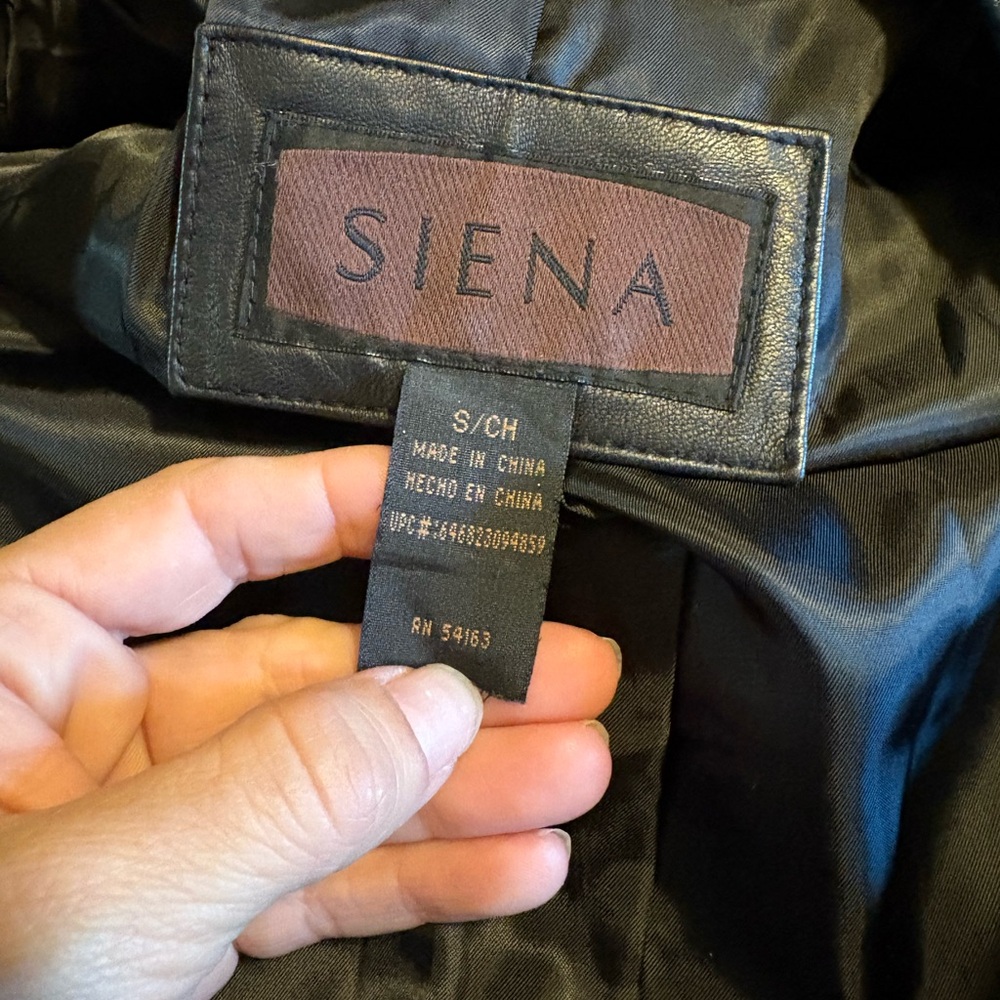 SIENA
S/CH
MADE IN CHINA
HECHO EN CHINA
UPC#:646823094859
RN 54163